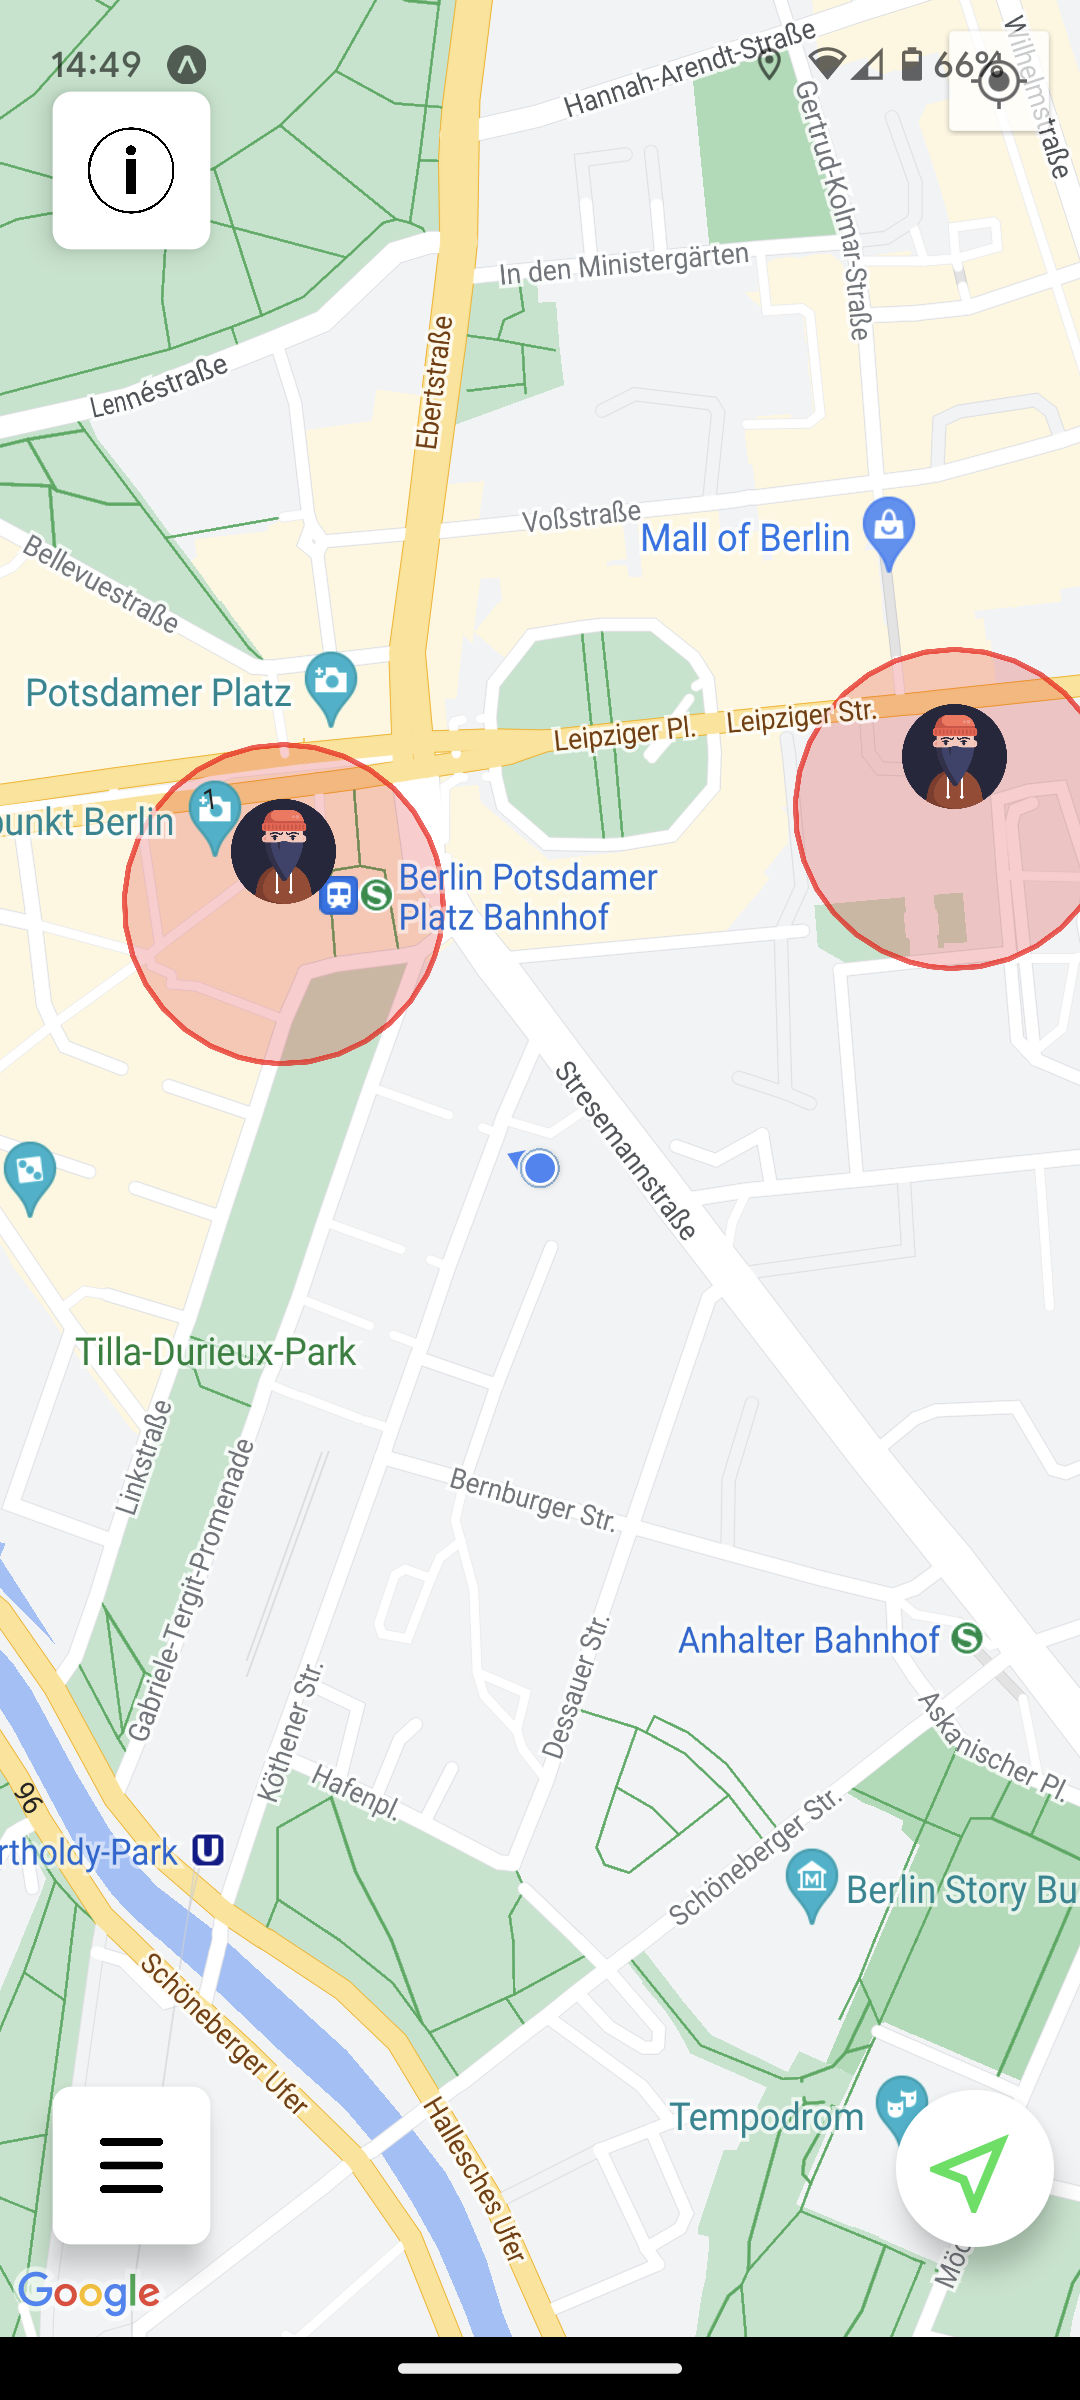 14:49
66%
Hannah-Arendt-Straße
Wilhelmstraße
Gertrud-Kolmar-Straße
In den Ministergärten
Ebertstraße
Lennéstraße
Voßstraße
Mall of Berlin
Bellevuestraße
Potsdamer Platz
Leipziger Pl.
Leipziger Str.
punkt Berlin
1
Berlin Potsdamer
Platz Bahnhof
S
Stresemannstraße
Tilla-Durieux-Park
Linkstraße
Gabriele-Tergit-Promenade
Bernburger Str.
Anhalter Bahnhof
S
Dessauer Str.
Köthener Str.
Askanischer Pl.
Hafenpl.
96
rtholdy-Park
U
Schöneberger Str.
Berlin Story Bu
Schöneberger Ufer
Hallesches Ufer
Tempodrom
Möc
Google